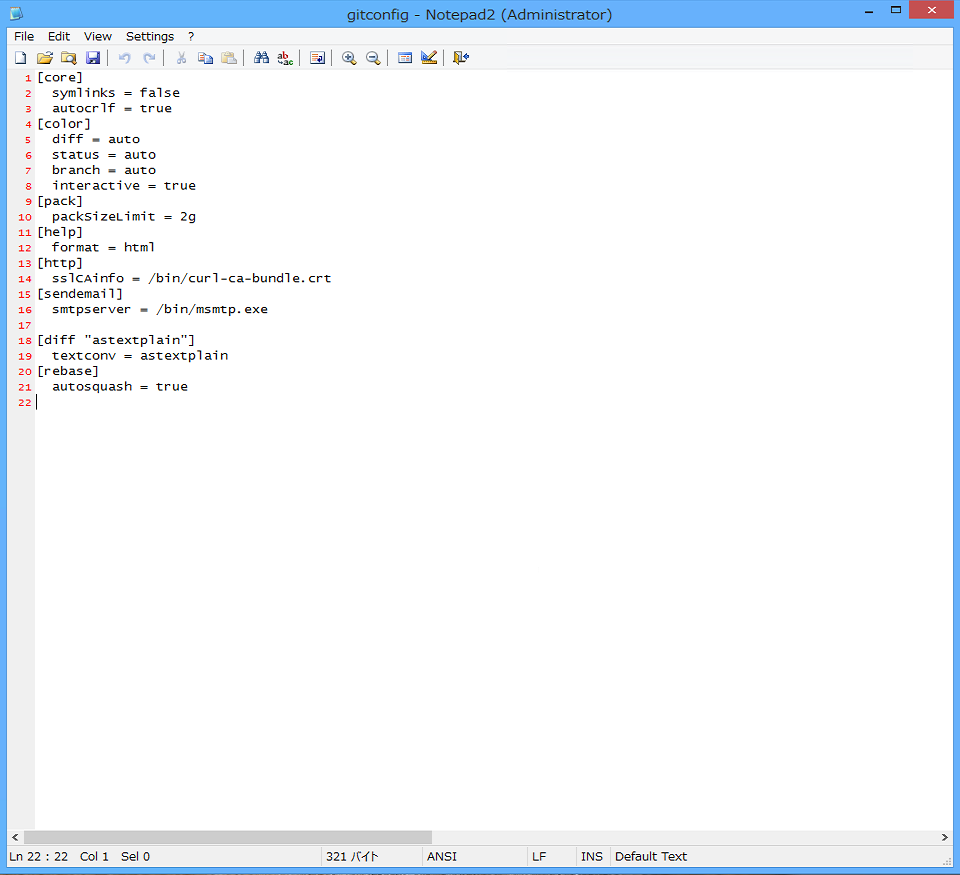 gitconfig - Notepad2 (Administrator)
File Edit View Settings ?
1 [core]
2 symlinks = false
3 autocrlf = true
4 [color]
5 diff = auto
6 status = auto
7 branch = auto
8 interactive = true
9 [pack]
10 packSizeLimit = 2g
11 [help]
12 format = html
13 [http]
14 sslCAinfo = /bin/curl-ca-bundle.crt
15 [sendemail]
16 smtpserver = /bin/msmtp.exe
17
18 [diff "astextplain"]
19 textconv = astextplain
20 [rebase]
21 autosquash = true
22
Ln 22 : 22 Col 1 Sel 0 321 バイト ANSI LF INS Default Text